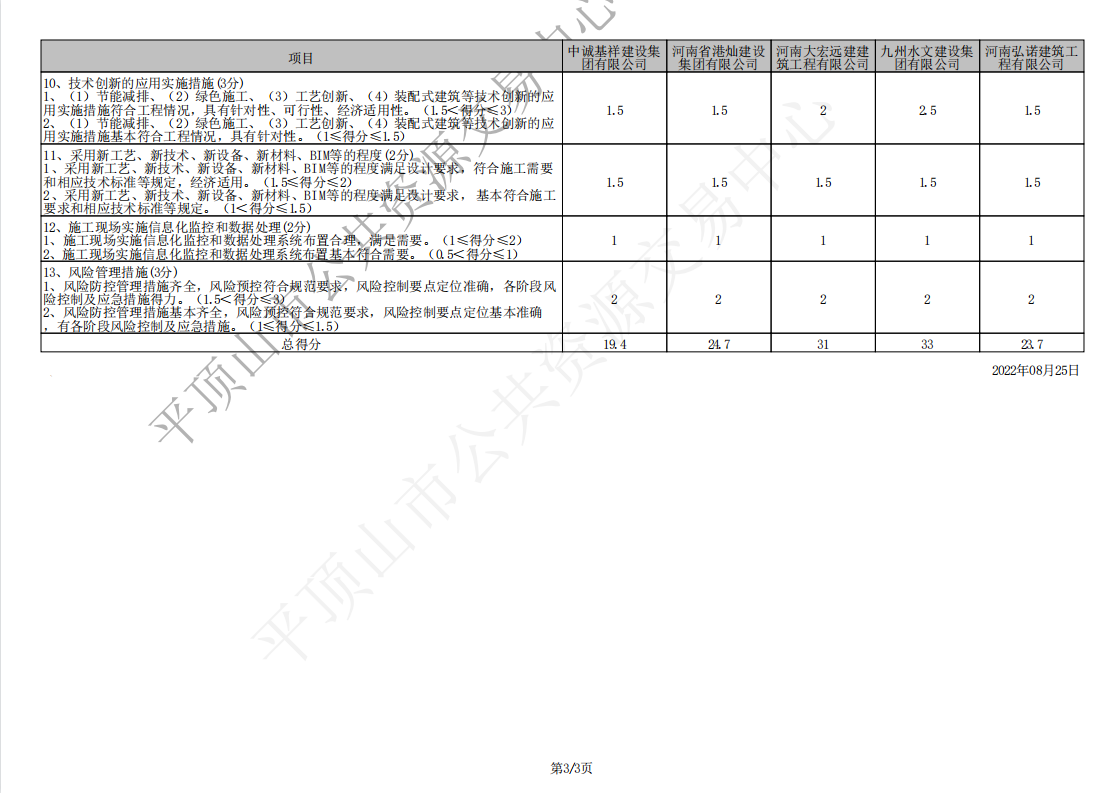 项目
中诚基祥建设集
团有限公司
河南省港灿建设
集团有限公司
河南大宏远建建
筑工程有限公司
九州水文建设集
团有限公司
河南弘诺建筑工
程有限公司
10、技术创新的应用实施措施(3分)
1、（1）节能减排、（2）绿色施工、（3）工艺创新、（4）装配式建筑等技术创新的应
用实施措施符合工程情况，具有针对性、可行性、经济适用性。（1.5＜得分≤3）
2、（1）节能减排、（2）绿色施工、（3）工艺创新、（4）装配式建筑等技术创新的应
用实施措施基本符合工程情况，具有针对性。（1≤得分≤1.5）
1.5 1.5 2 2.5 1.5
11、采用新工艺、新技术、新设备、新材料、BIM等的程度(2分)
1、采用新工艺、新技术、新设备、新材料、BIM等的程度满足设计要求，符合施工需要
和相应技术标准等规定，经济适用。（1.5≤得分≤2）
2、采用新工艺、新技术、新设备、新材料、BIM等的程度满足设计要求， 基本符合施工
要求和相应技术标准等规定。（1＜得分≤1.5）
1.5 1.5 1.5 1.5 1.5
12、施工现场实施信息化监控和数据处理(2分)
1、施工现场实施信息化监控和数据处理系统布置合理，满足需要。（1≤得分≤2）
2、施工现场实施信息化监控和数据处理系统布置基本符合需要。（0.5＜得分≤1）
1 1 1 1 1
13、风险管理措施(3分)
1、风险防控管理措施齐全，风险预控符合规范要求，风险控制要点定位准确，各阶段风
险控制及应急措施得力。（1.5＜得分≤3）
2、风险防控管理措施基本齐全，风险预控符合规范要求，风险控制要点定位基本准确
，有各阶段风险控制及应急措施。（1≤得分≤1.5）
2 2 2 2 2
总得分 19.4 24.7 31 33 23.7
2022年08月25日
平顶山市公共资源交易中心
平顶山市公共资源交易中心
第3/3页